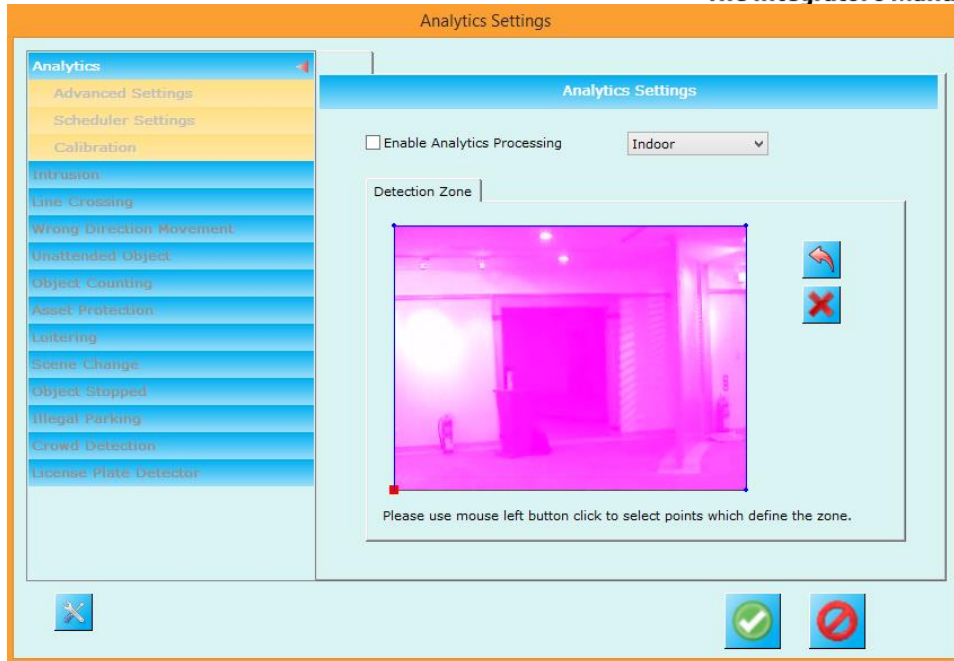 Analytics Settings
Analytics
Advanced Settings
Scheduler Settings
Calibration
Intrusion
Line Crossing
Wrong Direction Movement
Unattended Object
Object Counting
Asset Protection
Loitering
Scene Change
Object Stopped
Illegal Parking
Crowd Detection
License Plate Detector
Analytics Settings
Enable Analytics Processing
Indoor
Detection Zone
Please use mouse left button click to select points which define the zone.